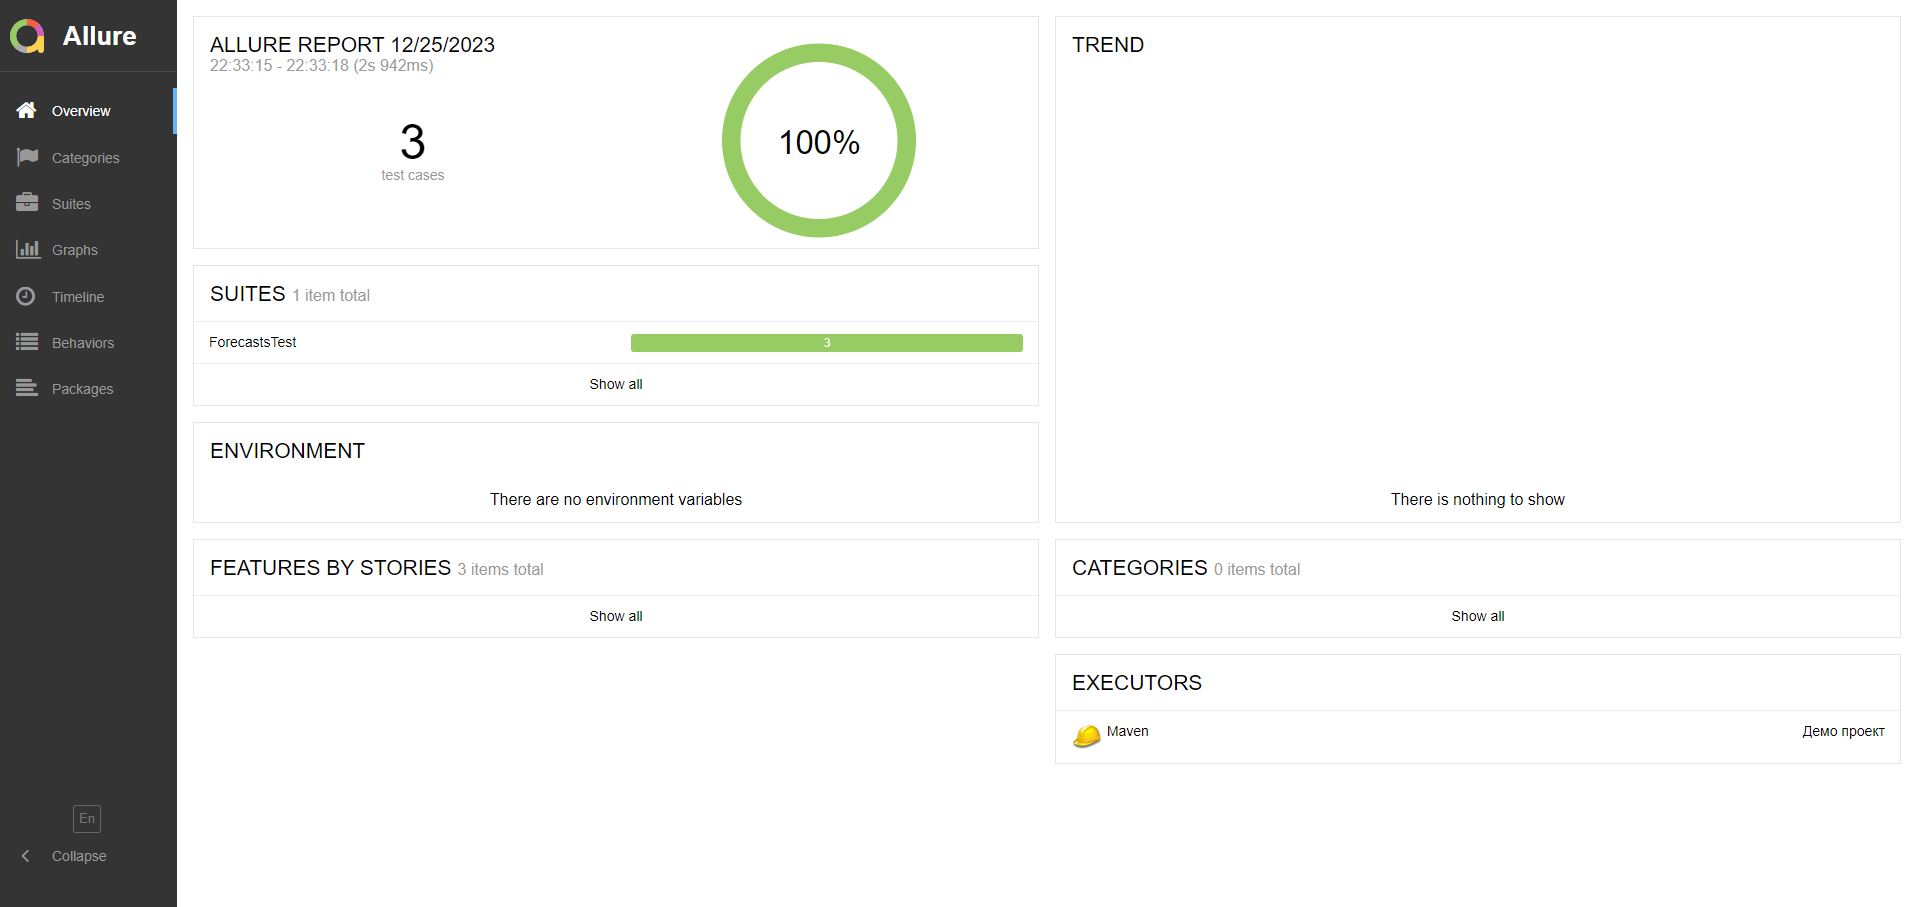 Allure
Overview
Categories
Suites
Graphs
Timeline
Behaviors
Packages
En
Collapse
ALLURE REPORT 12/25/2023
22:33:15 - 22:33:18 (2s 942ms)
3
test cases
100%
SUITES 1 item total
ForecastsTest 3
Show all
ENVIRONMENT
There are no environment variables
FEATURES BY STORIES 3 items total
Show all
TREND
There is nothing to show
CATEGORIES 0 items total
Show all
EXECUTORS
Maven Демо проект